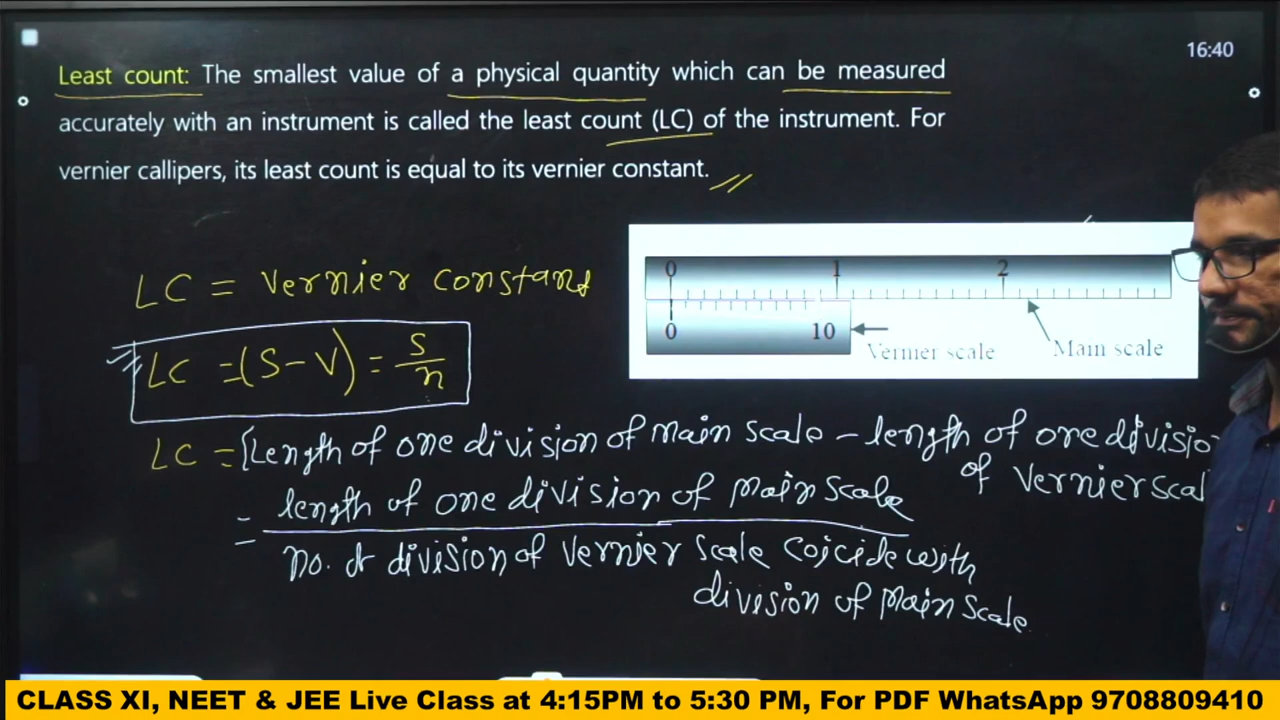 16:40
Least count: The smallest value of a physical quantity which can be measured
accurately with an instrument is called the least count (LC) of the instrument. For
vernier callipers, its least count is equal to its vernier constant.
LC = Vernier constant
LC = (S - V) = S/n
0 1 2
0 10
Vernier scale Main scale
LC = [Length of one division of main scale - length of one divisio
of Vernier scal
= length of one division of main scale
no. of division of Vernier scale coicide with
division of main scale
CLASS XI, NEET & JEE Live Class at 4:15PM to 5:30 PM, For PDF WhatsApp 9708809410